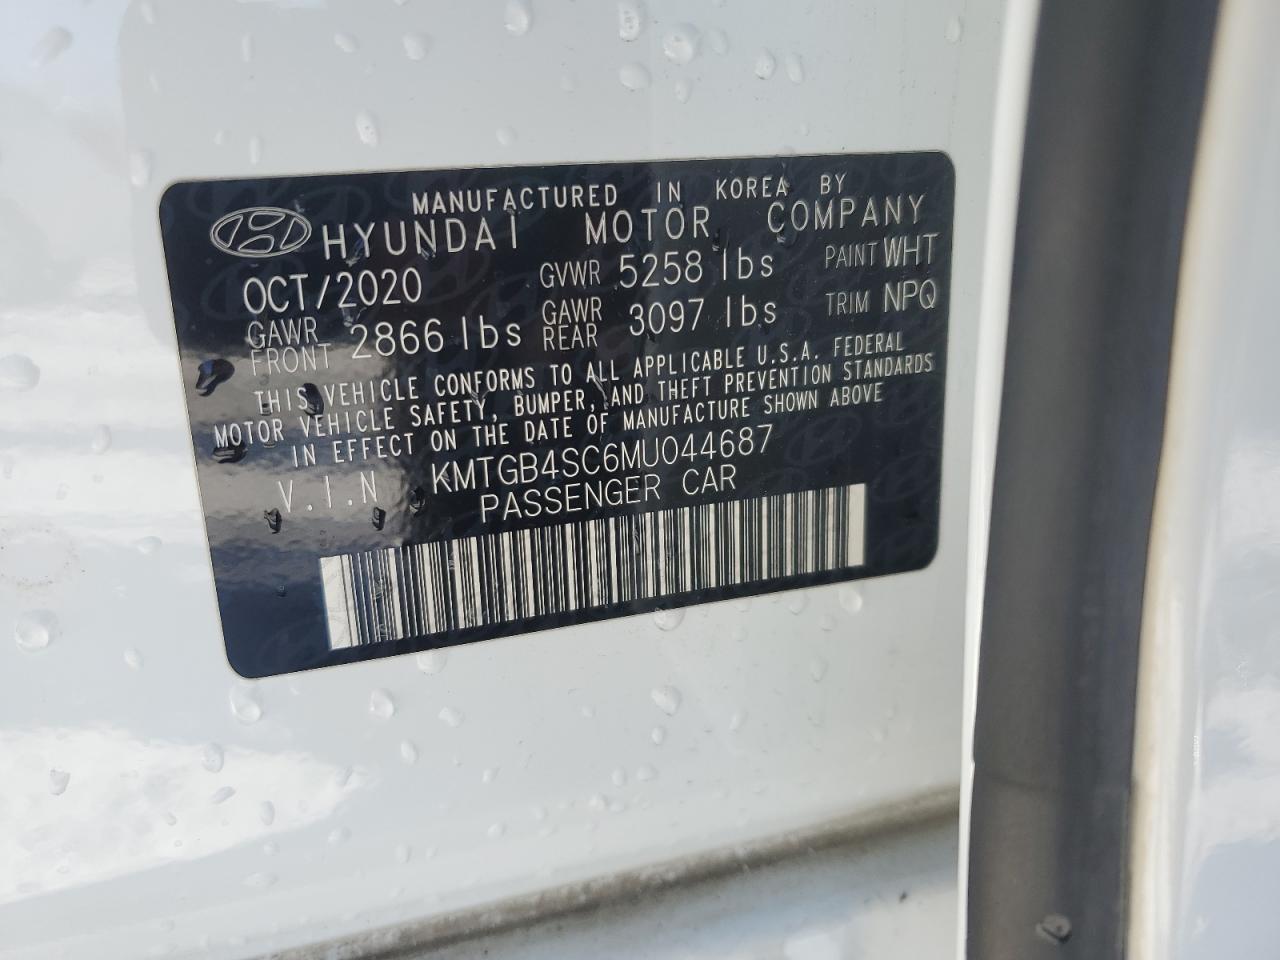 MANUFACTURED IN KOREA BY
HYUNDAI MOTOR COMPANY
OCT/2020 GVWR 5258 lbs PAINT WHT
GAWR FRONT 2866 lbs GAWR REAR 3097 lbs TRIM NPQ
THIS VEHICLE CONFORMS TO ALL APPLICABLE U.S.A. FEDERAL
MOTOR VEHICLE SAFETY, BUMPER, AND THEFT PREVENTION STANDARDS
IN EFFECT ON THE DATE OF MANUFACTURE SHOWN ABOVE
V.I.N KMTGB4SC6MU044687
PASSENGER CAR